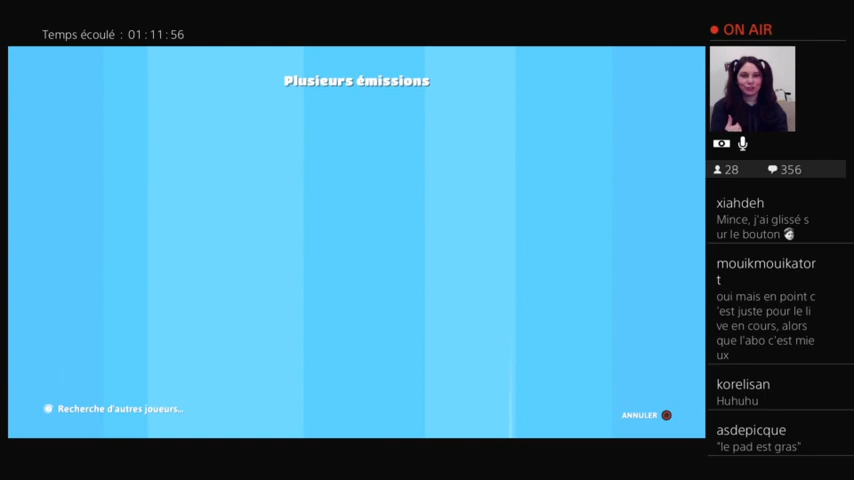 Temps écoulé : 01:11:56
Plusieurs émissions
Recherche d'autres joueurs...
ANNULER
ON AIR
28 356
xiahdeh
Mince, j'ai glissé s
ur le bouton
mouikmouikator
t
oui mais en point c
'est juste pour le li
ve en cours, alors
que l'abo c'est mie
ux
korelisan
Huhuhu
asdepicque
"le pad est gras"